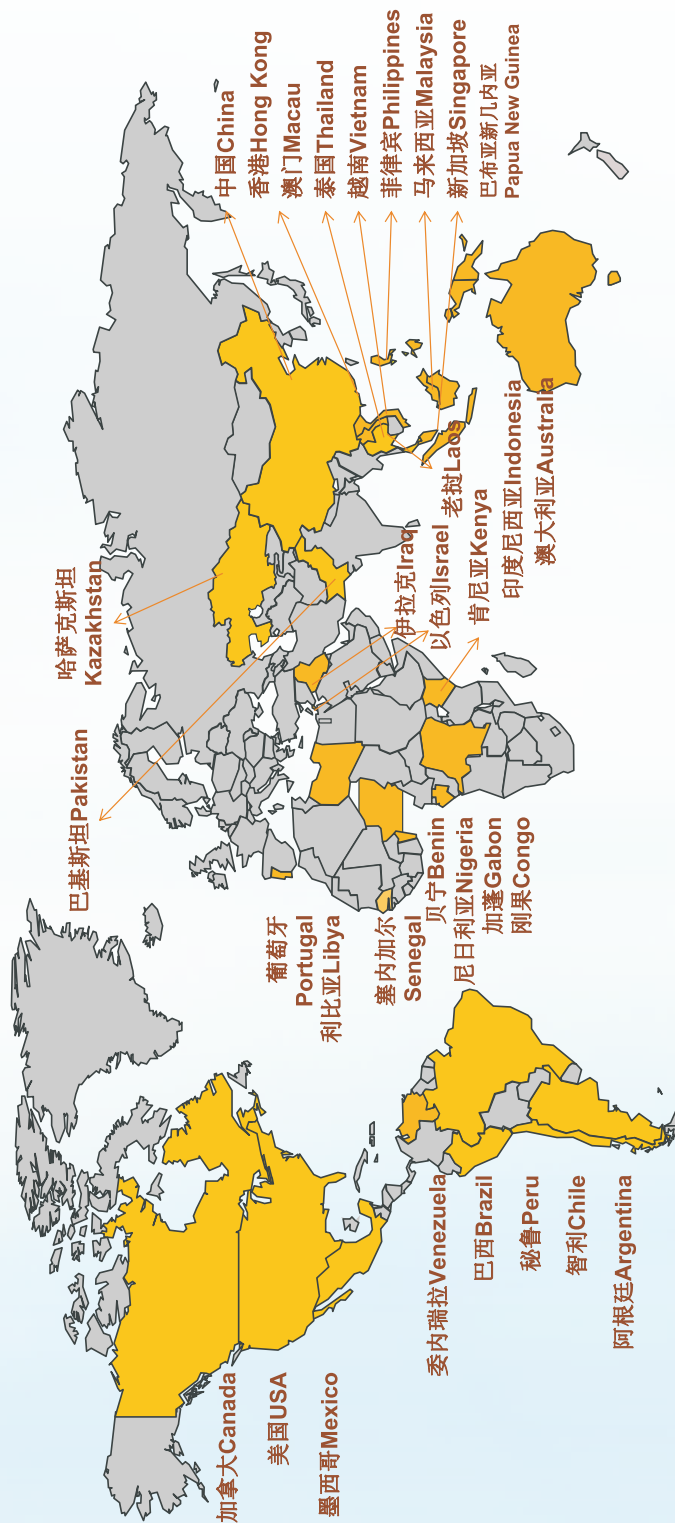 加拿大Canada
美国USA
墨西哥Mexico
委内瑞拉Venezuela
巴西Brazil
秘鲁Peru
智利Chile
阿根廷Argentina
葡萄牙
Portugal
利比亚Libya
塞内加尔
Senegal
贝宁Benin
尼日利亚Nigeria
加蓬Gabon
刚果Congo
巴基斯坦Pakistan
哈萨克斯坦
Kazakhstan
伊拉克Iraq
以色列Israel
肯尼亚Kenya
老挝Laos
印度尼西亚Indonesia
澳大利亚Australia
中国China
香港Hong Kong
澳门Macau
泰国Thailand
越南Vietnam
菲律宾Philippines
马来西亚Malaysia
新加坡Singapore
巴布亚新几内亚
Papua New Guinea